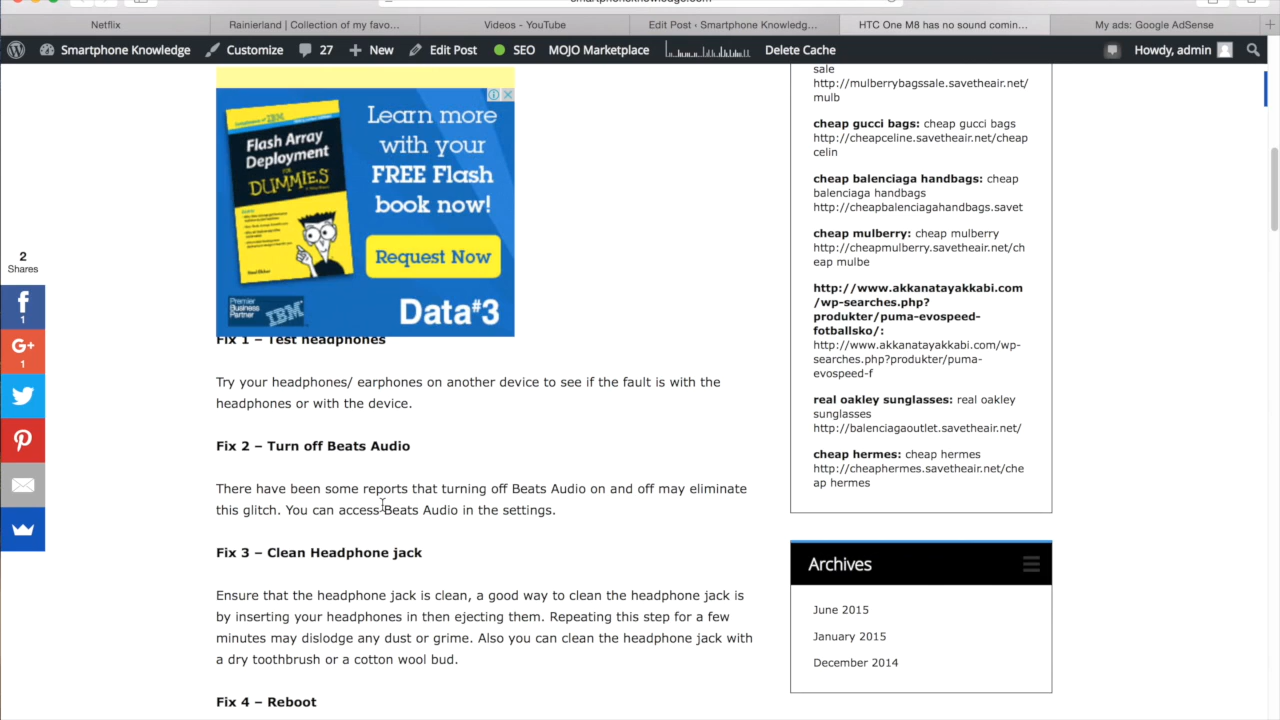 smartphoneknowledge.com
Netflix
Rainierland | Collection of my favo...
Videos - YouTube
Edit Post ‹ Smartphone Knowledg...
HTC One M8 has no sound comin...
My ads: Google AdSense
Smartphone Knowledge
Customize
27
New
Edit Post
SEO
MOJO Marketplace
Delete Cache
Howdy, admin
Flash Array
Deployment
FOR
DUMMIES
Learn more
with your
FREE Flash
book now!
Request Now
Premier
Business
Partner
IBM
Data#3
2
Shares
1
G+
1
Fix 1 – Test headphones
Try your headphones/ earphones on another device to see if the fault is with the
headphones or with the device.
Fix 2 – Turn off Beats Audio
There have been some reports that turning off Beats Audio on and off may eliminate
this glitch. You can access Beats Audio in the settings.
Fix 3 – Clean Headphone jack
Ensure that the headphone jack is clean, a good way to clean the headphone jack is
by inserting your headphones in then ejecting them. Repeating this step for a few
minutes may dislodge any dust or grime. Also you can clean the headphone jack with
a dry toothbrush or a cotton wool bud.
Fix 4 – Reboot
sale
http://mulberrybagssale.savetheair.net/
mulb
cheap gucci bags: cheap gucci bags
http://cheapceline.savetheair.net/cheap
celin
cheap balenciaga handbags: cheap
balenciaga handbags
http://cheapbalenciagahandbags.savet
cheap mulberry: cheap mulberry
http://cheapmulberry.savetheair.net/ch
eap mulbe
http://www.akkanatayakkabi.com
/wp-searches.php?
produkter/puma-evospeed-
fotballsko/:
http://www.akkanatayakkabi.com/wp-
searches.php?produkter/puma-
evospeed-f
real oakley sunglasses: real oakley
sunglasses
http://balenciagaoutlet.savetheair.net/
cheap hermes: cheap hermes
http://cheaphermes.savetheair.net/che
ap hermes
Archives
June 2015
January 2015
December 2014